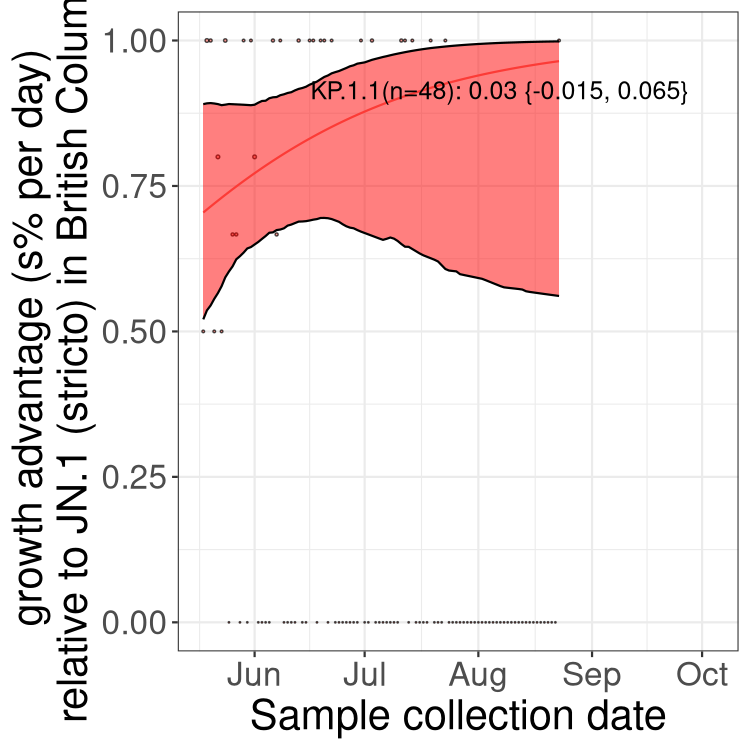 growth advantage (s% per day)
relative to JN.1 (stricto) in British Colum
1.00
0.75
0.50
0.25
0.00
KP.1.1(n=48): 0.03 {-0.015, 0.065}
Jun Jul Aug Sep Oct
Sample collection date